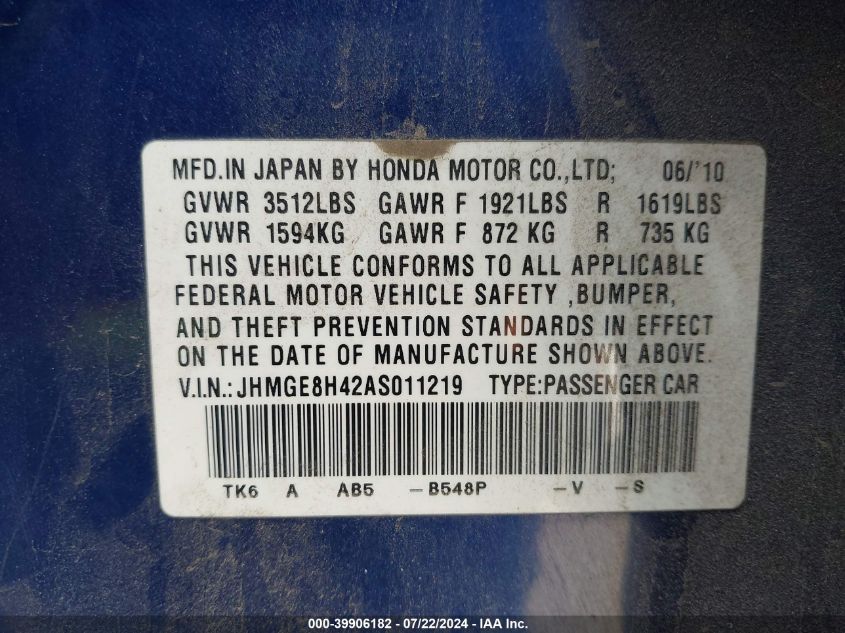 MFD.IN JAPAN BY HONDA MOTOR CO.,LTD; 06/'10
GVWR 3512LBS GAWR F 1921LBS R 1619LBS
GVWR 1594KG GAWR F 872 KG R 735 KG
THIS VEHICLE CONFORMS TO ALL APPLICABLE
FEDERAL MOTOR VEHICLE SAFETY ,BUMPER,
AND THEFT PREVENTION STANDARDS IN EFFECT
ON THE DATE OF MANUFACTURE SHOWN ABOVE.
V.I.N.:JHMGE8H42AS011219 TYPE:PASSENGER CAR
TK6 A AB5 –B548P –V –S
000-39906182 - 07/22/2024 - IAA Inc.